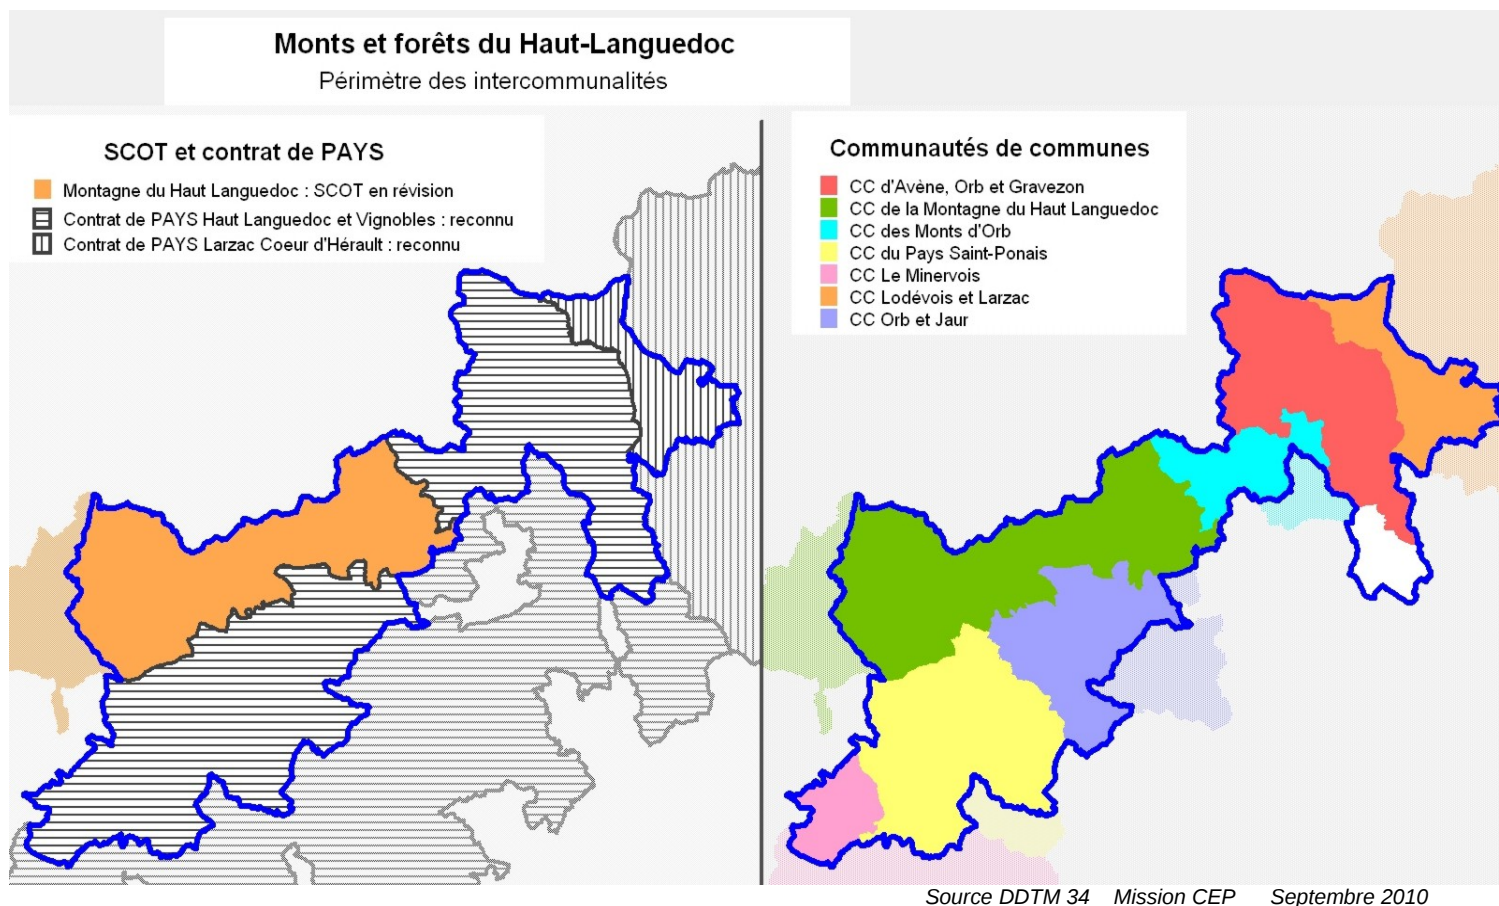 Monts et forêts du Haut-Languedoc
Périmètre des intercommunalités
SCOT et contrat de PAYS
Montagne du Haut Languedoc : SCOT en révision
Contrat de PAYS Haut Languedoc et Vignobles : reconnu
Contrat de PAYS Larzac Coeur d'Hérault : reconnu
Communautés de communes
CC d'Avène, Orb et Gravezon
CC de la Montagne du Haut Languedoc
CC des Monts d'Orb
CC du Pays Saint-Ponais
CC Le Minervois
CC Lodévois et Larzac
CC Orb et Jaur
Source DDTM 34 Mission CEP Septembre 2010